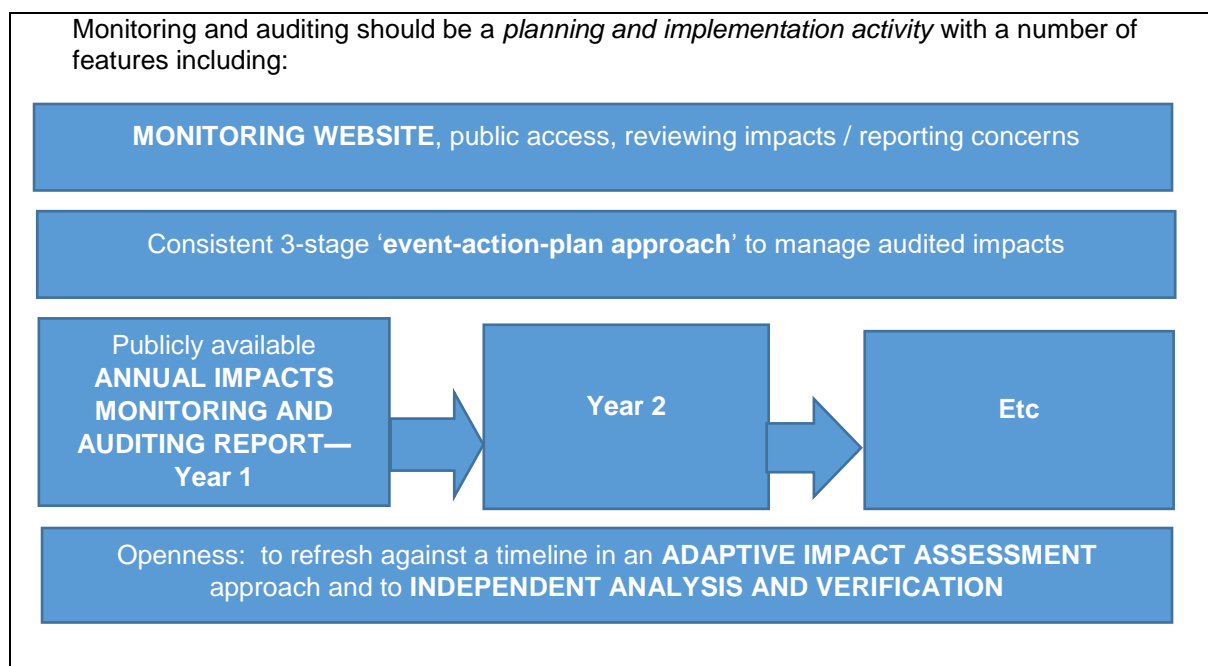 Monitoring and auditing should be a planning and implementation activity with a number of
features including:
MONITORING WEBSITE, public access, reviewing impacts / reporting concerns
Consistent 3-stage ‘event-action-plan approach’ to manage audited impacts
Publicly available
ANNUAL IMPACTS
MONITORING AND
AUDITING REPORT—
Year 1
Year 2
Etc
Openness:  to refresh against a timeline in an ADAPTIVE IMPACT ASSESSMENT
approach and to INDEPENDENT ANALYSIS AND VERIFICATION